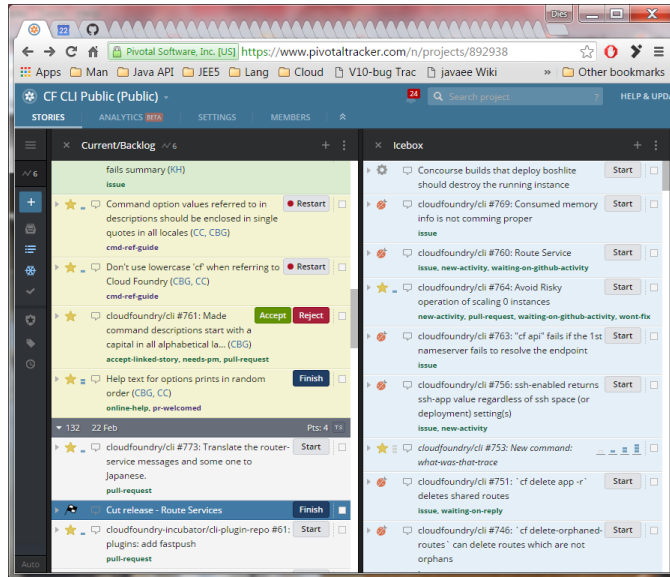 Dies
22
Pivotal Software, Inc. [US] https://www.pivotaltracker.com/n/projects/892938
Apps Man Java API JEE5 Lang Cloud V10-bug Trac javaee Wiki » Other bookmarks
CF CLI Public (Public)
24
Search project ?
HELP & UPDA
STORIES ANALYTICS BETA SETTINGS MEMBERS
6
Current/Backlog 6
fails summary (KH)
issue
Command option values referred to in
descriptions should be enclosed in single
quotes in all locales (CC, CBG)
cmd-ref-guide
Restart
Don't use lowercase 'cf' when referring to
Cloud Foundry (CBG, CC)
cmd-ref-guide
Restart
cloudfoundry/cli #761: Made
command descriptions start with a
capital in all alphabetical la... (CBG)
accept-linked-story, needs-pm, pull-request
Accept Reject
Help text for options prints in random
order (CBG, CC)
online-help, pr-welcomed
Finish
132 22 Feb Pts: 4 TS
cloudfoundry/cli #773: Translate the router-
service messages and some one to
Japanese.
pull-request
Start
Cut release - Route Services
Finish
cloudfoundry-incubator/cli-plugin-repo #61:
plugins: add fastpush
pull-request
Start
Auto
Icebox
Concourse builds that deploy boshlite
should destroy the running instance
Start
cloudfoundry/cli #769: Consumed memory
info is not comming proper
issue
Start
cloudfoundry/cli #760: Route Service
issue, new-activity, waiting-on-github-activity
Start
cloudfoundry/cli #764: Avoid Risky
operation of scaling 0 instances
new-activity, pull-request, waiting-on-github-activity, wont-fix
Start
cloudfoundry/cli #763: "cf api" fails if the 1st
nameserver fails to resolve the endpoint
issue
Start
cloudfoundry/cli #756: ssh-enabled returns
ssh-app value regardless of ssh space (or
deployment) setting(s)
issue, new-activity
Start
cloudfoundry/cli #753: New command:
what-was-that-trace
cloudfoundry/cli #751: `cf delete app -r`
deletes shared routes
issue, waiting-on-reply
Start
cloudfoundry/cli #746: `cf delete-orphaned-
routes` can delete routes which are not
orphans
Start